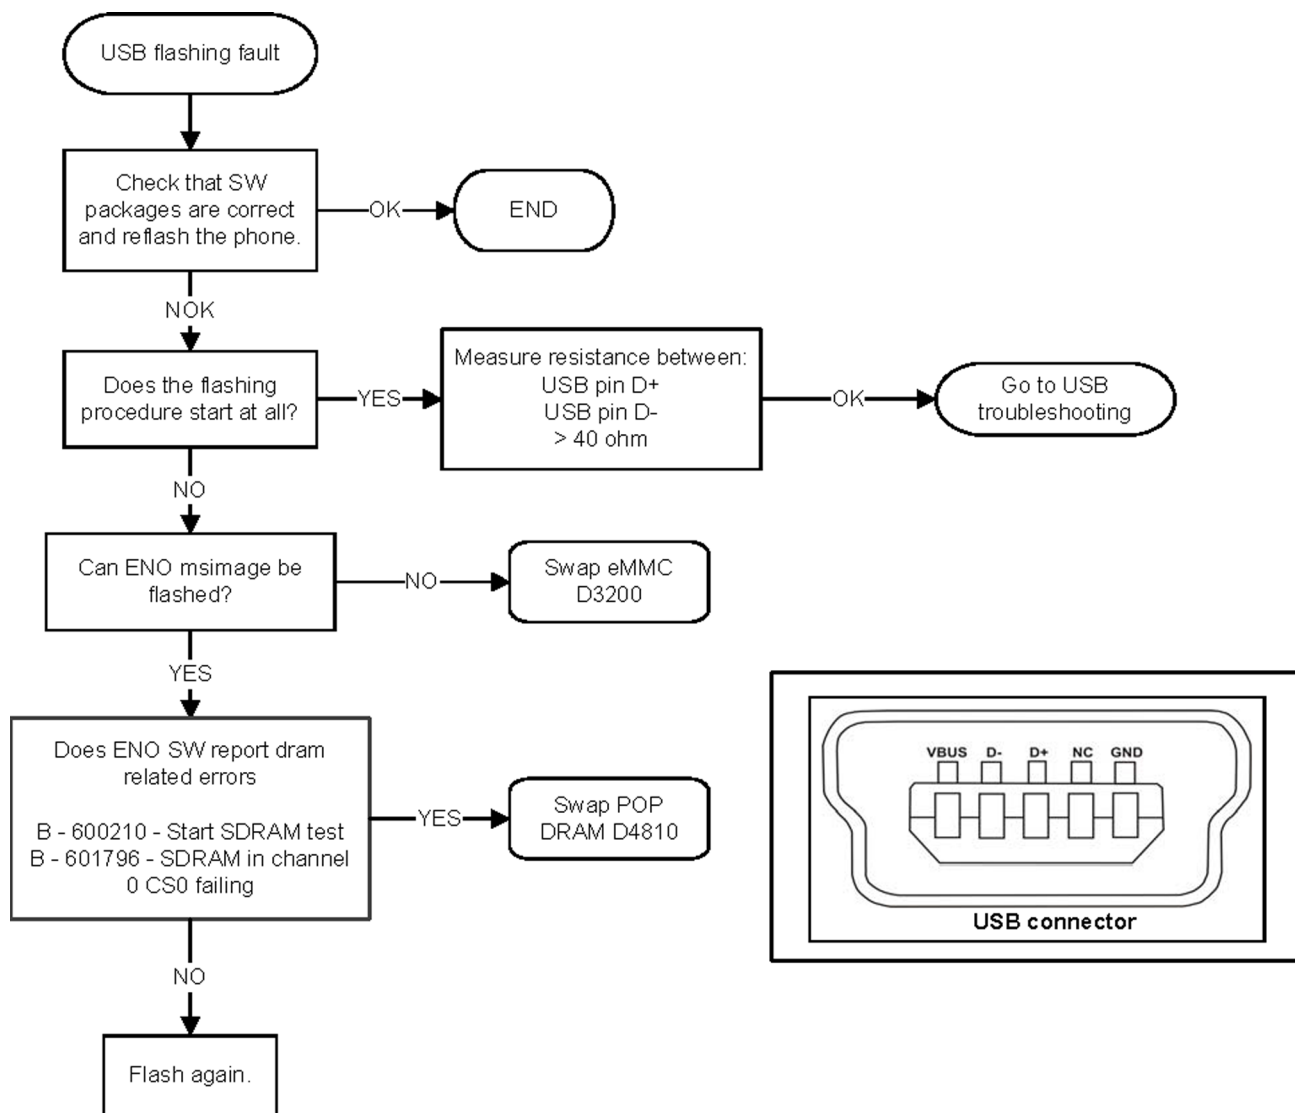 USB flashing fault
Check that SW
packages are correct
and reflash the phone.
OK
END
NOK
Does the flashing
procedure start at all?
YES
Measure resistance between:
USB pin D+
USB pin D-
> 40 ohm
OK
Go to USB
troubleshooting
NO
Can ENO msimage be
flashed?
NO
Swap eMMC
D3200
YES
Does ENO SW report dram
related errors
B - 600210 - Start SDRAM test
B - 601796 - SDRAM in channel
0 CS0 failing
YES
Swap POP
DRAM D4810
NO
Flash again.
VBUS D- D+ NC GND
USB connector